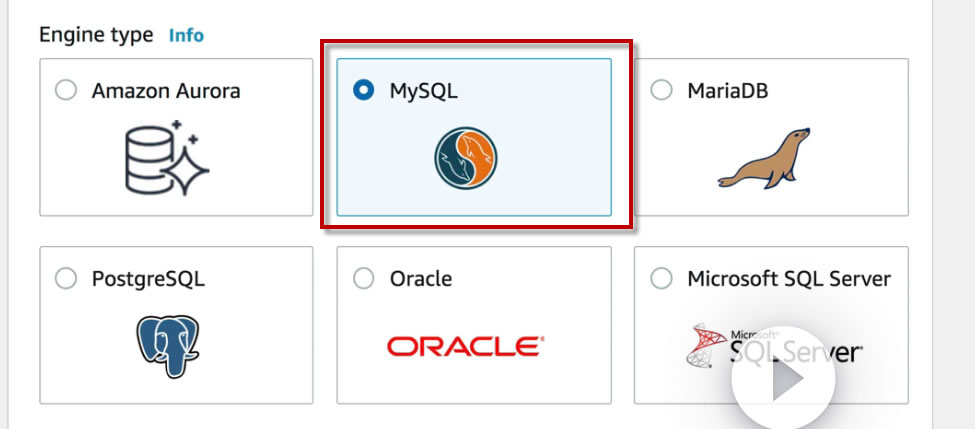 Engine type Info
Amazon Aurora
MySQL
MariaDB
PostgreSQL
Oracle
Microsoft SQL Server
ORACLE®
Microsoft®
SQL Server®